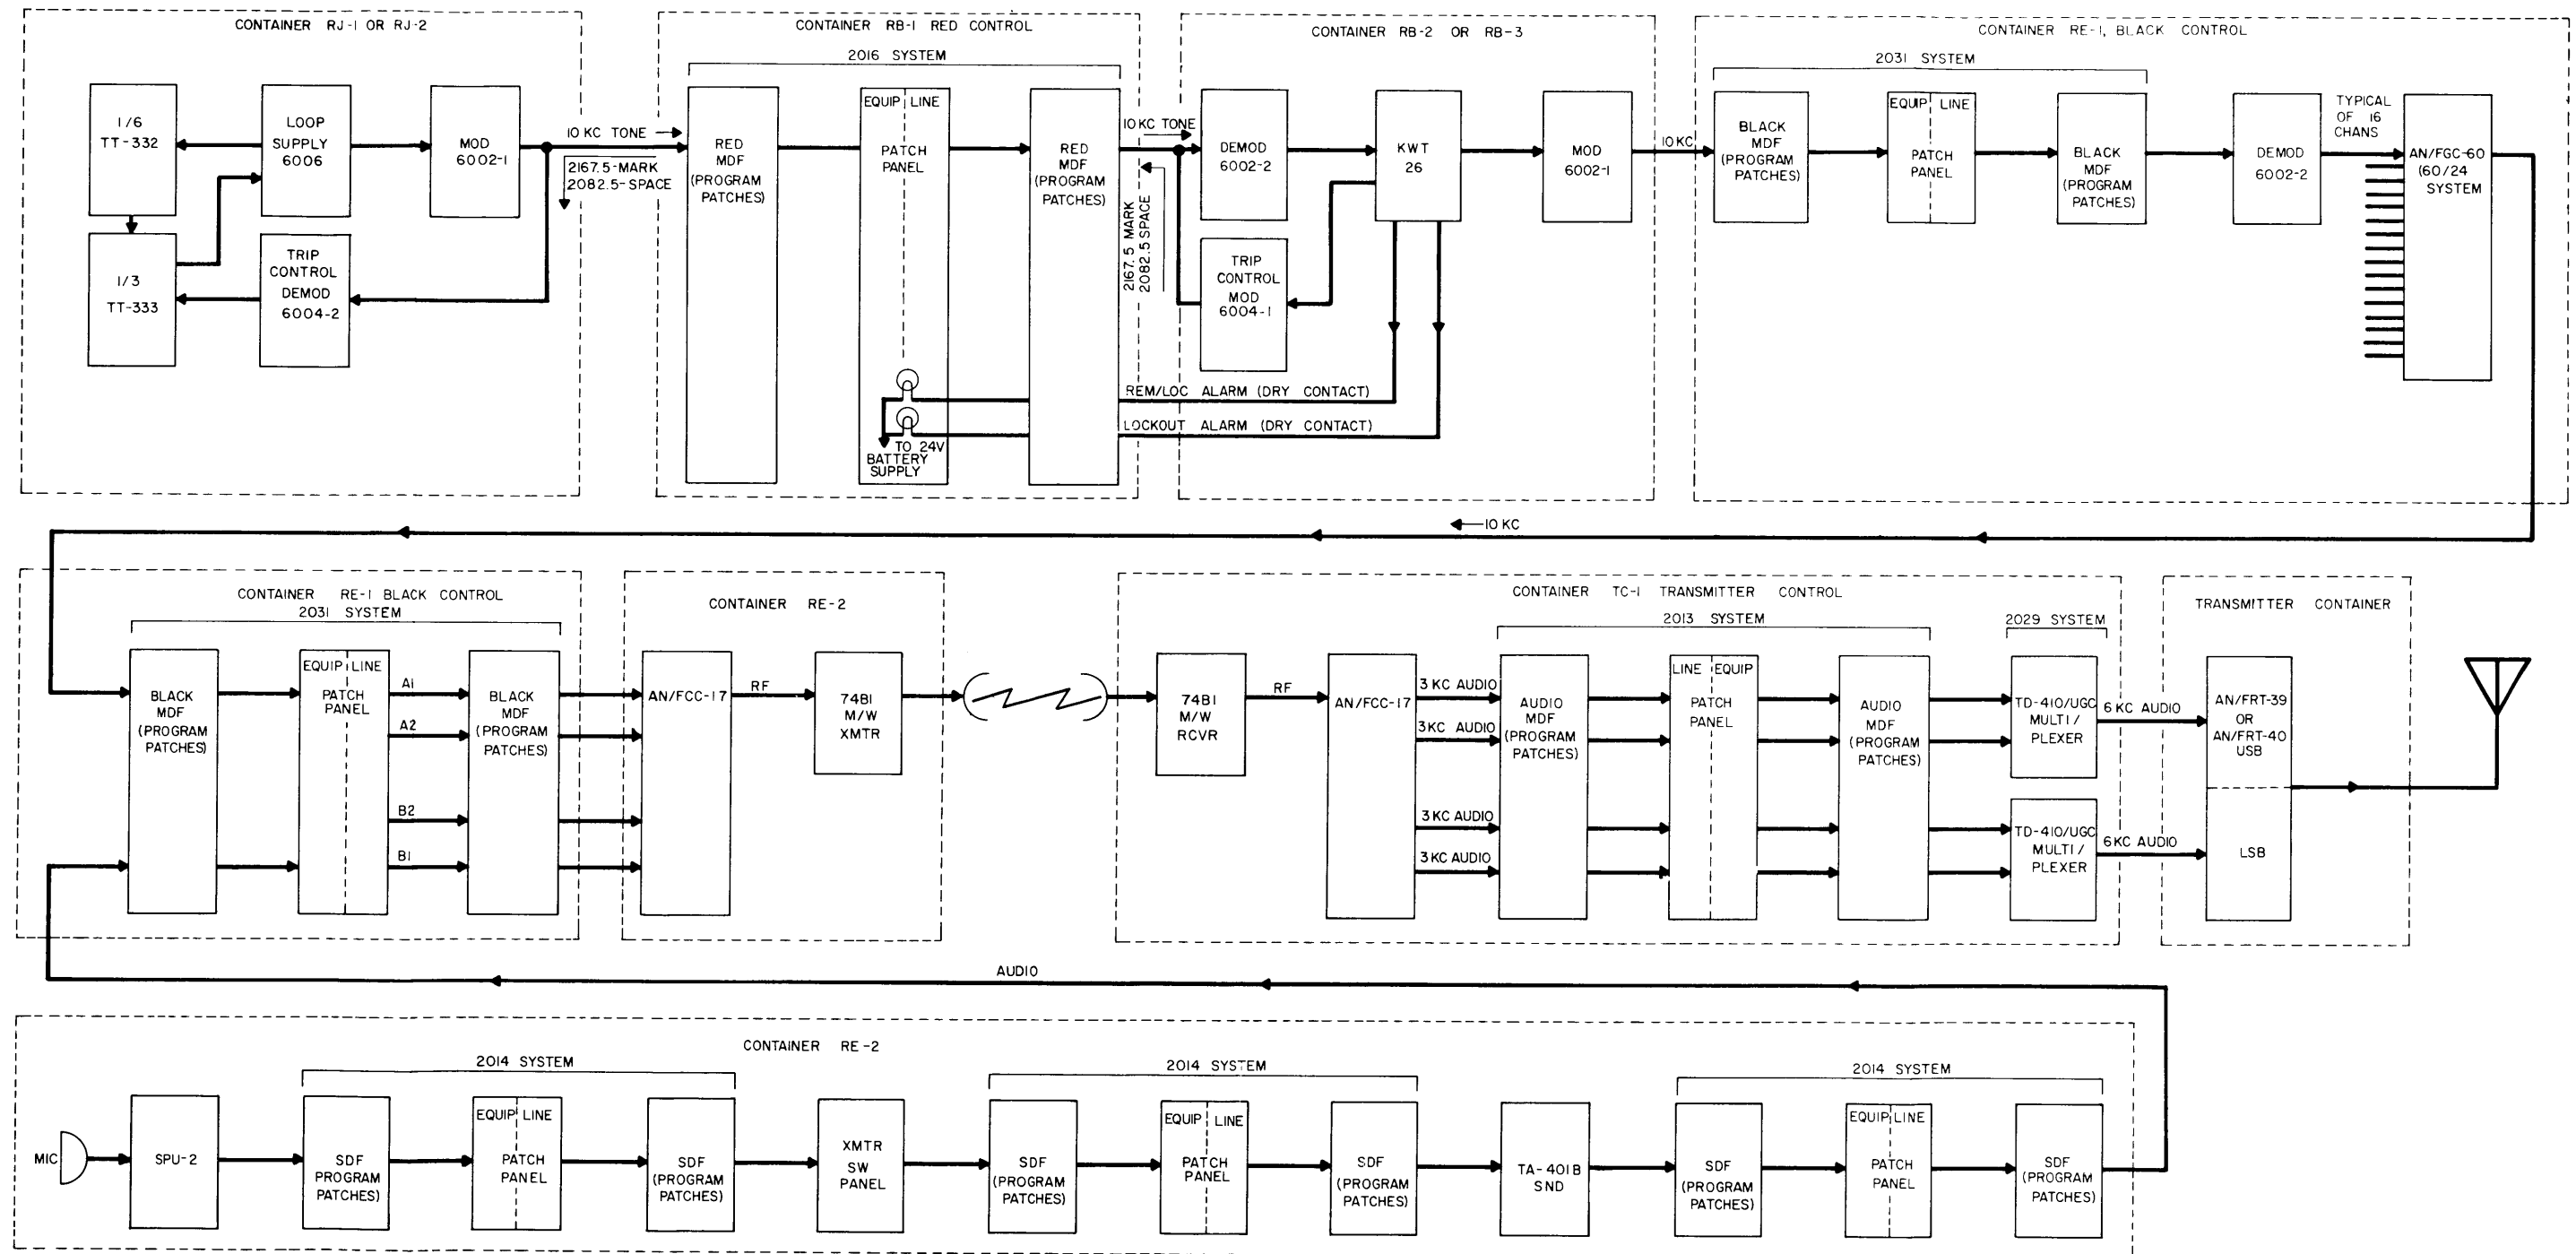 CONTAINER RJ-1 OR RJ-2
1/6
TT-332
LOOP
SUPPLY
6006
MOD
6002-1
1/3
TT-333
TRIP
CONTROL
DEMOD
6004-2
10 KC TONE
2167.5-MARK
2082.5-SPACE
CONTAINER RB-1 RED CONTROL
2016 SYSTEM
RED
MDF
(PROGRAM
PATCHES)
EQUIP LINE
PATCH
PANEL
TO 24V
BATTERY
SUPPLY
RED
MDF
(PROGRAM
PATCHES)
10 KC TONE
2167.5 MARK
2082.5 SPACE
CONTAINER RB-2 OR RB-3
DEMOD
6002-2
KWT
26
MOD
6002-1
TRIP
CONTROL
MOD
6004-1
REM/LOC ALARM (DRY CONTACT)
LOCKOUT ALARM (DRY CONTACT)
10 KC
CONTAINER RE-1, BLACK CONTROL
2031 SYSTEM
BLACK
MDF
(PROGRAM
PATCHES)
EQUIP LINE
PATCH
PANEL
BLACK
MDF
(PROGRAM
PATCHES)
DEMOD
6002-2
TYPICAL
OF 16
CHANS
AN/FGC-60
(60/24
SYSTEM
10 KC
CONTAINER RE-1 BLACK CONTROL
2031 SYSTEM
BLACK
MDF
(PROGRAM
PATCHES)
EQUIP LINE
PATCH
PANEL
A1
A2
B2
B1
BLACK
MDF
(PROGRAM
PATCHES)
CONTAINER RE-2
AN/FCC-17
RF
74B1
M/W
XMTR
CONTAINER TC-1 TRANSMITTER CONTROL
74B1
M/W
RCVR
RF
AN/FCC-17
3 KC AUDIO
3KC AUDIO
3 KC AUDIO
3 KC AUDIO
2013 SYSTEM
AUDIO
MDF
(PROGRAM
PATCHES)
LINE EQUIP
PATCH
PANEL
AUDIO
MDF
(PROGRAM
PATCHES)
2029 SYSTEM
TD-410/UGC
MULTI/
PLEXER
TD-410/UGC
MULTI/
PLEXER
6 KC AUDIO
6KC AUDIO
TRANSMITTER CONTAINER
AN/FRT-39
OR
AN/FRT-40
USB
LSB
AUDIO
CONTAINER RE-2
MIC
SPU-2
2014 SYSTEM
SDF
PROGRAM
PATCHES)
EQUIP LINE
PATCH
PANEL
SDF
(PROGRAM
PATCHES)
XMTR
SW
PANEL
2014 SYSTEM
SDF
(PROGRAM
PATCHES)
EQUIP LINE
PATCH
PANEL
SDF
(PROGRAM
PATCHES)
TA-401B
SND
2014 SYSTEM
SDF
(PROGRAM
PATCHES)
EQUIP LINE
PATCH
PANEL
SDF
(PROGRAM
PATCHES)